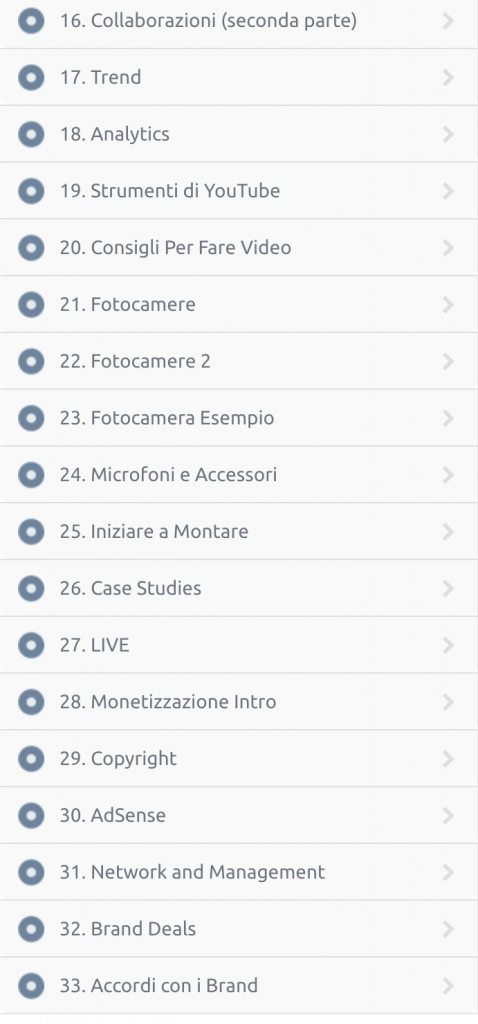 16. Collaborazioni (seconda parte)
17. Trend
18. Analytics
19. Strumenti di YouTube
20. Consigli Per Fare Video
21. Fotocamere
22. Fotocamere 2
23. Fotocamera Esempio
24. Microfoni e Accessori
25. Iniziare a Montare
26. Case Studies
27. LIVE
28. Monetizzazione Intro
29. Copyright
30. AdSense
31. Network and Management
32. Brand Deals
33. Accordi con i Brand